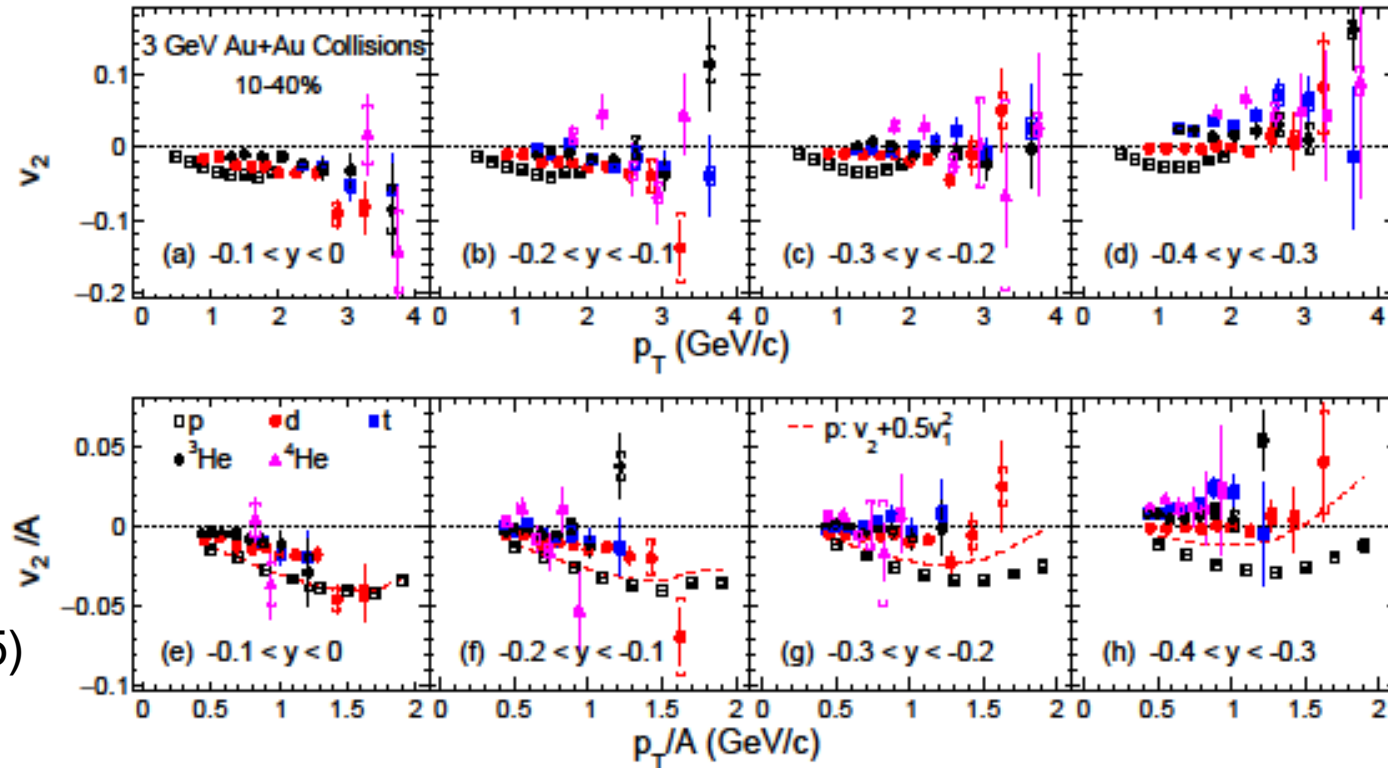 3 GeV Au+Au Collisions
10-40%
v₂
0.1
0
−0.1
−0.2
(a) -0.1 < y < 0
(b) -0.2 < y < -0.1
(c) -0.3 < y < -0.2
(d) -0.4 < y < -0.3
0 1 2 3 4 0 1 2 3 4 0 1 2 3 4 0 1 2 3 4
p_T (GeV/c)
p d t
³He ⁴He
p: v₂+0.5v₁²
v₂/A
0.05
0
−0.05
−0.1
5)
(e) -0.1 < y < 0
(f) -0.2 < y < -0.1
(g) -0.3 < y < -0.2
(h) -0.4 < y < -0.3
0 0.5 1 1.5 2 0 0.5 1 1.5 2 0 0.5 1 1.5 2 0 0.5 1 1.5 2
p_T/A (GeV/c)